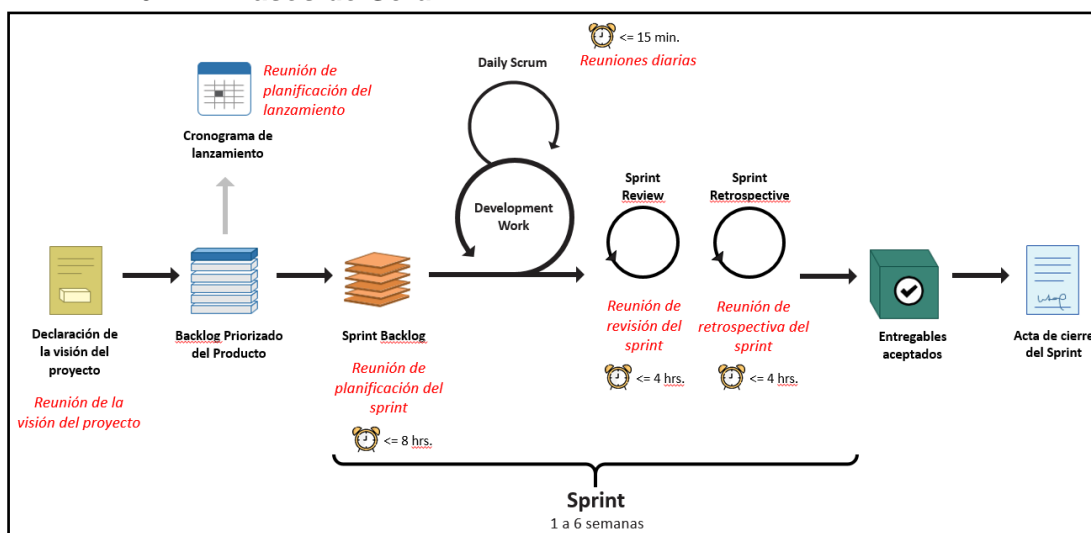 <= 15 min.
Reuniones diarias
Daily Scrum
Reunión de
planificación del
lanzamiento
Cronograma de
lanzamiento
Development
Work
Sprint
Review
Sprint
Retrospective
Declaración de
la visión del
proyecto
Reunión de la
visión del proyecto
Backlog Priorizado
del Producto
Sprint Backlog
Reunión de
planificación del
sprint
<= 8 hrs.
Reunión de
revisión del
sprint
<= 4 hrs.
Reunión de
retrospectiva del
sprint
<= 4 hrs.
Entregables
aceptados
Acta de cierre
del Sprint
Sprint
1 a 6 semanas